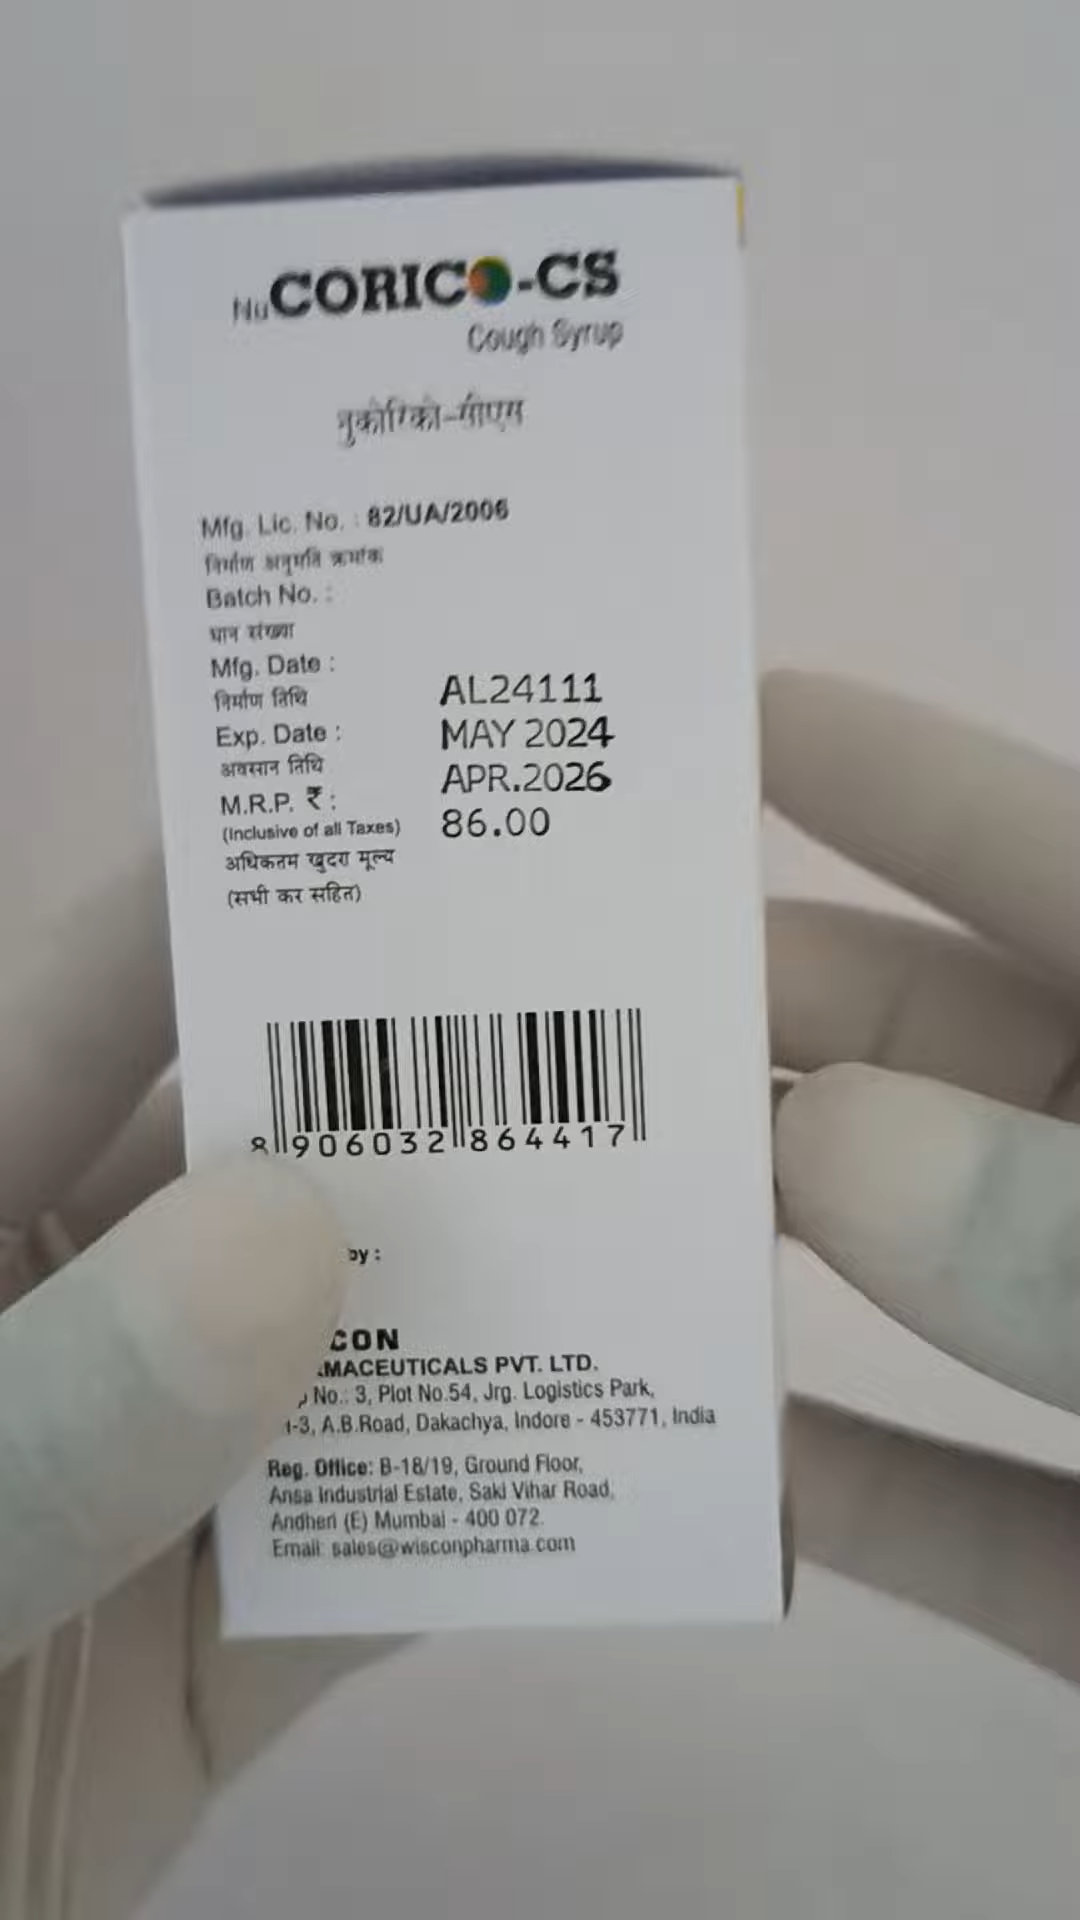 NuCORICO-CS
Cough Syrup
नुकोरिको-सीएस
Mfg. Lic. No. : 82/UA/2006
निर्माण अनुमति क्रमांक
Batch No. :
घान संख्या
Mfg. Date :
निर्माण तिथि
AL24111
Exp. Date :
MAY 2024
अवसान तिथि
APR.2026
M.R.P. ₹ :
(Inclusive of all Taxes)
86.00
अधिकतम खुदरा मूल्य
(सभी कर सहित)
8 906032 864417
by :
CON
MACEUTICALS PVT. LTD.
No.: 3, Plot No.54, Jrg. Logistics Park,
-3, A.B.Road, Dakachya, Indore - 453771, India
Reg. Office: B-18/19, Ground Floor,
Ansa Industrial Estate, Saki Vihar Road,
Andheri (E) Mumbai - 400 072.
Email: sales@wisconpharma.com